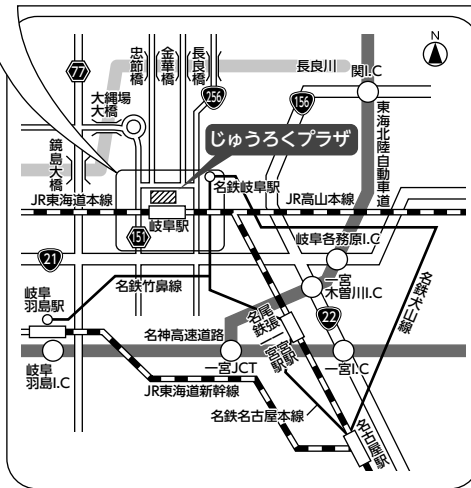 N
77
忠節橋
金華橋
長良橋
長良川
関I.C
256
156
大縄場
大橋
鏡島大橋
じゅうろくプラザ
東海北陸自動車道
名鉄岐阜駅
JR東海道本線
JR高山本線
岐阜駅
151
岐阜各務原I.C
21
岐阜
羽島駅
名鉄竹鼻線
一宮
木曽川I.C
22
名鉄犬山線
名鉄
一宮駅
尾張
一宮駅
名神高速道路
岐阜
羽島I.C
一宮JCT
一宮I.C
JR東海道新幹線
名鉄名古屋本線
名古屋駅